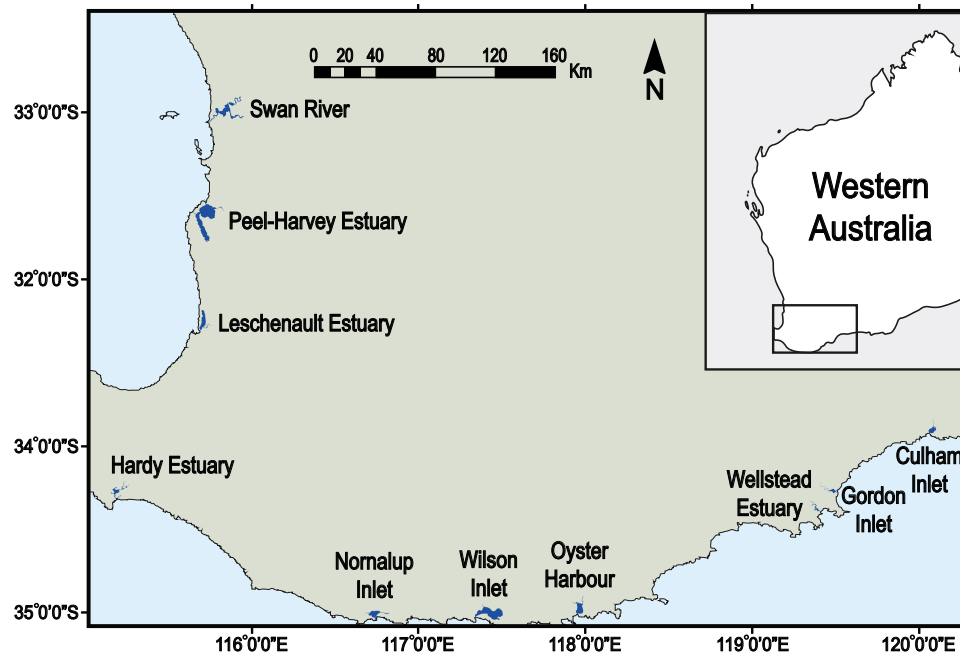 0 20 40 80 120 160
Km
N
33°0'0"S
Swan River
Western
Australia
Peel-Harvey Estuary
32°0'0"S
Leschenault Estuary
34°0'0"S
Hardy Estuary
Culham
Inlet
Wellstead
Estuary
Gordon
Inlet
Nornalup
Inlet
Wilson
Inlet
Oyster
Harbour
35°0'0"S
116°0'0"E 117°0'0"E 118°0'0"E 119°0'0"E 120°0'0"E